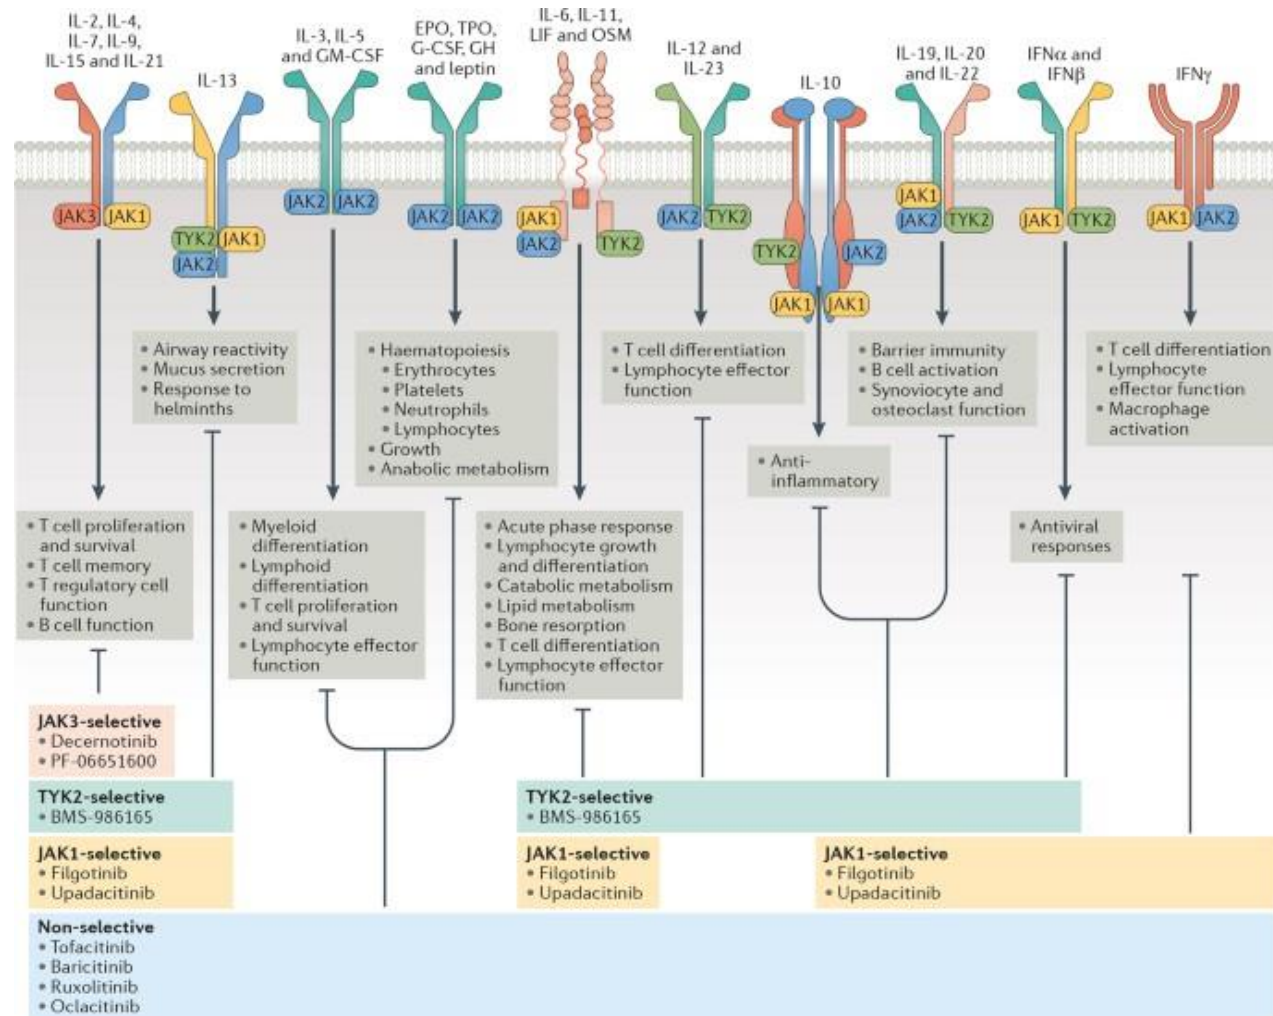 IL-2, IL-4,
IL-7, IL-9,
IL-15 and IL-21
IL-13
IL-3, IL-5
and GM-CSF
EPO, TPO,
G-CSF, GH
and leptin
IL-6, IL-11,
LIF and OSM
IL-12 and
IL-23
IL-10
IL-19, IL-20
and IL-22
IFNα and
IFNβ
IFNγ
JAK3 JAK1
TYK2 JAK1
JAK2
JAK2 JAK2
JAK2 JAK2
JAK1
JAK2 TYK2
JAK2 TYK2
TYK2 JAK2
JAK1 JAK1
JAK1
JAK2 TYK2
JAK1 TYK2
JAK1 JAK2
• Airway reactivity
• Mucus secretion
• Response to
helminths
• Haematopoiesis
• Erythrocytes
• Platelets
• Neutrophils
• Lymphocytes
• Growth
• Anabolic metabolism
• T cell differentiation
• Lymphocyte effector
function
• Barrier immunity
• B cell activation
• Synoviocyte and
osteoclast function
• T cell differentiation
• Lymphocyte
effector function
• Macrophage
activation
• Anti-
inflammatory
• T cell proliferation
and survival
• T cell memory
• T regulatory cell
function
• B cell function
• Myeloid
differentiation
• Lymphoid
differentiation
• T cell proliferation
and survival
• Lymphocyte effector
function
• Acute phase response
• Lymphocyte growth
and differentiation
• Catabolic metabolism
• Lipid metabolism
• Bone resorption
• T cell differentiation
• Lymphocyte effector
function
• Antiviral
responses
JAK3-selective
• Decernotinib
• PF-06651600
TYK2-selective
• BMS-986165
TYK2-selective
• BMS-986165
JAK1-selective
• Filgotinib
• Upadacitinib
JAK1-selective
• Filgotinib
• Upadacitinib
JAK1-selective
• Filgotinib
• Upadacitinib
Non-selective
• Tofacitinib
• Baricitinib
• Ruxolitinib
• Oclacitinib